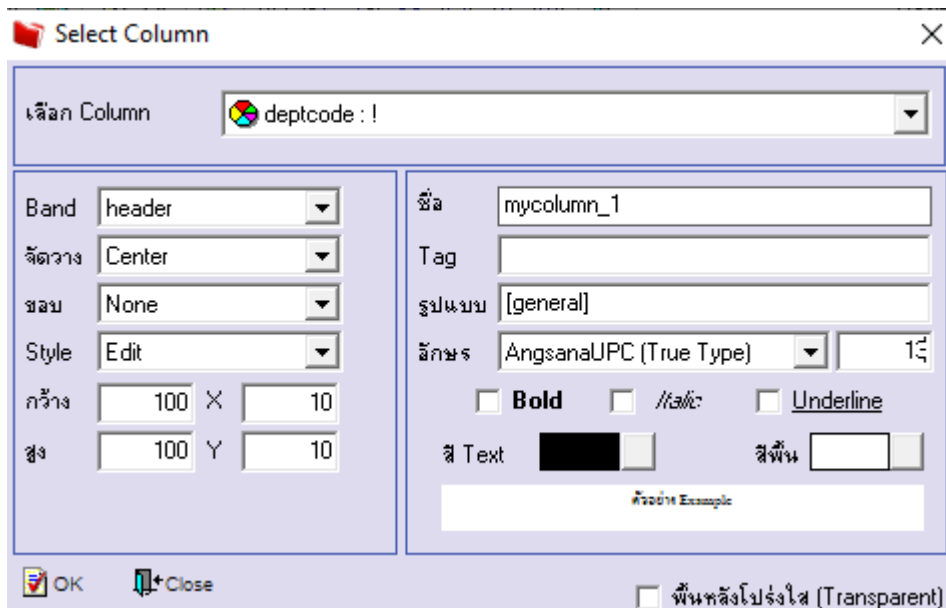 Select Column
เลือก Column
deptcode : !
Band header
จัดวาง Center
ขอบ None
Style Edit
กว้าง 100 X 10
สูง 100 Y 10
ชื่อ mycolumn_1
Tag
รูปแบบ [general]
อักษร AngsanaUPC (True Type)
Bold Italic Underline
สี Text สีพื้น
ตัวอย่าง Example
OK Close
พื้นหลังโปร่งใส (Transparent)